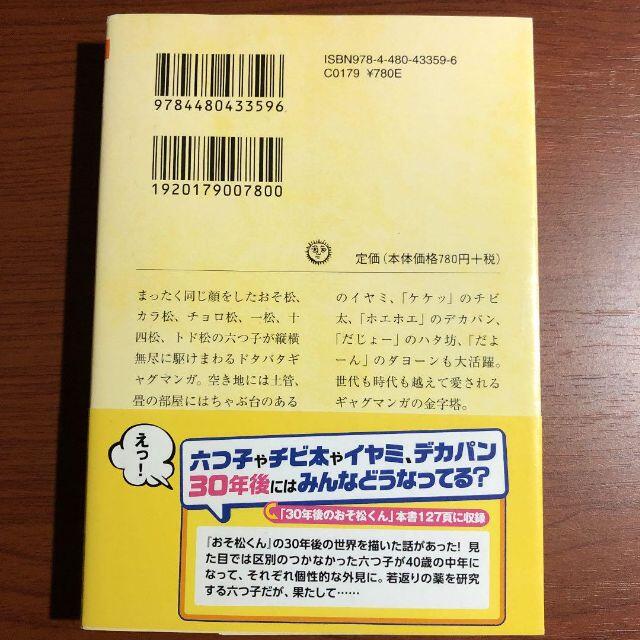 ISBN978-4-480-43359-6
C0179 ¥780E
9784480433596
1920179007800
定価(本体価格780円+税)
まったく同じ顔をしたおそ松、
カラ松、チョロ松、一松、十
四松、トド松の六つ子が縦横
無尽に駆けまわるドタバタギ
ャグマンガ。空き地には土管、
畳の部屋にはちゃぶ台のある
のイヤミ、「ケケッ」のチビ
太、「ホエホエ」のデカパン、
「だじょー」のハタ坊、「だよ
ーん」のダヨーンも大活躍。
世代も時代も越えて愛される
ギャグマンガの金字塔。
えっ!
六つ子やチビ太やイヤミ、デカパン
30年後にはみんなどうなってる?
「30年後のおそ松くん」本書127頁に収録
『おそ松くん』の30年後の世界を描いた話があった! 見
た目では区別のつかなかった六つ子が40歳の中年に
なって、それぞれ個性的な外見に。若返りの薬を研究
する六つ子だが、果たして……